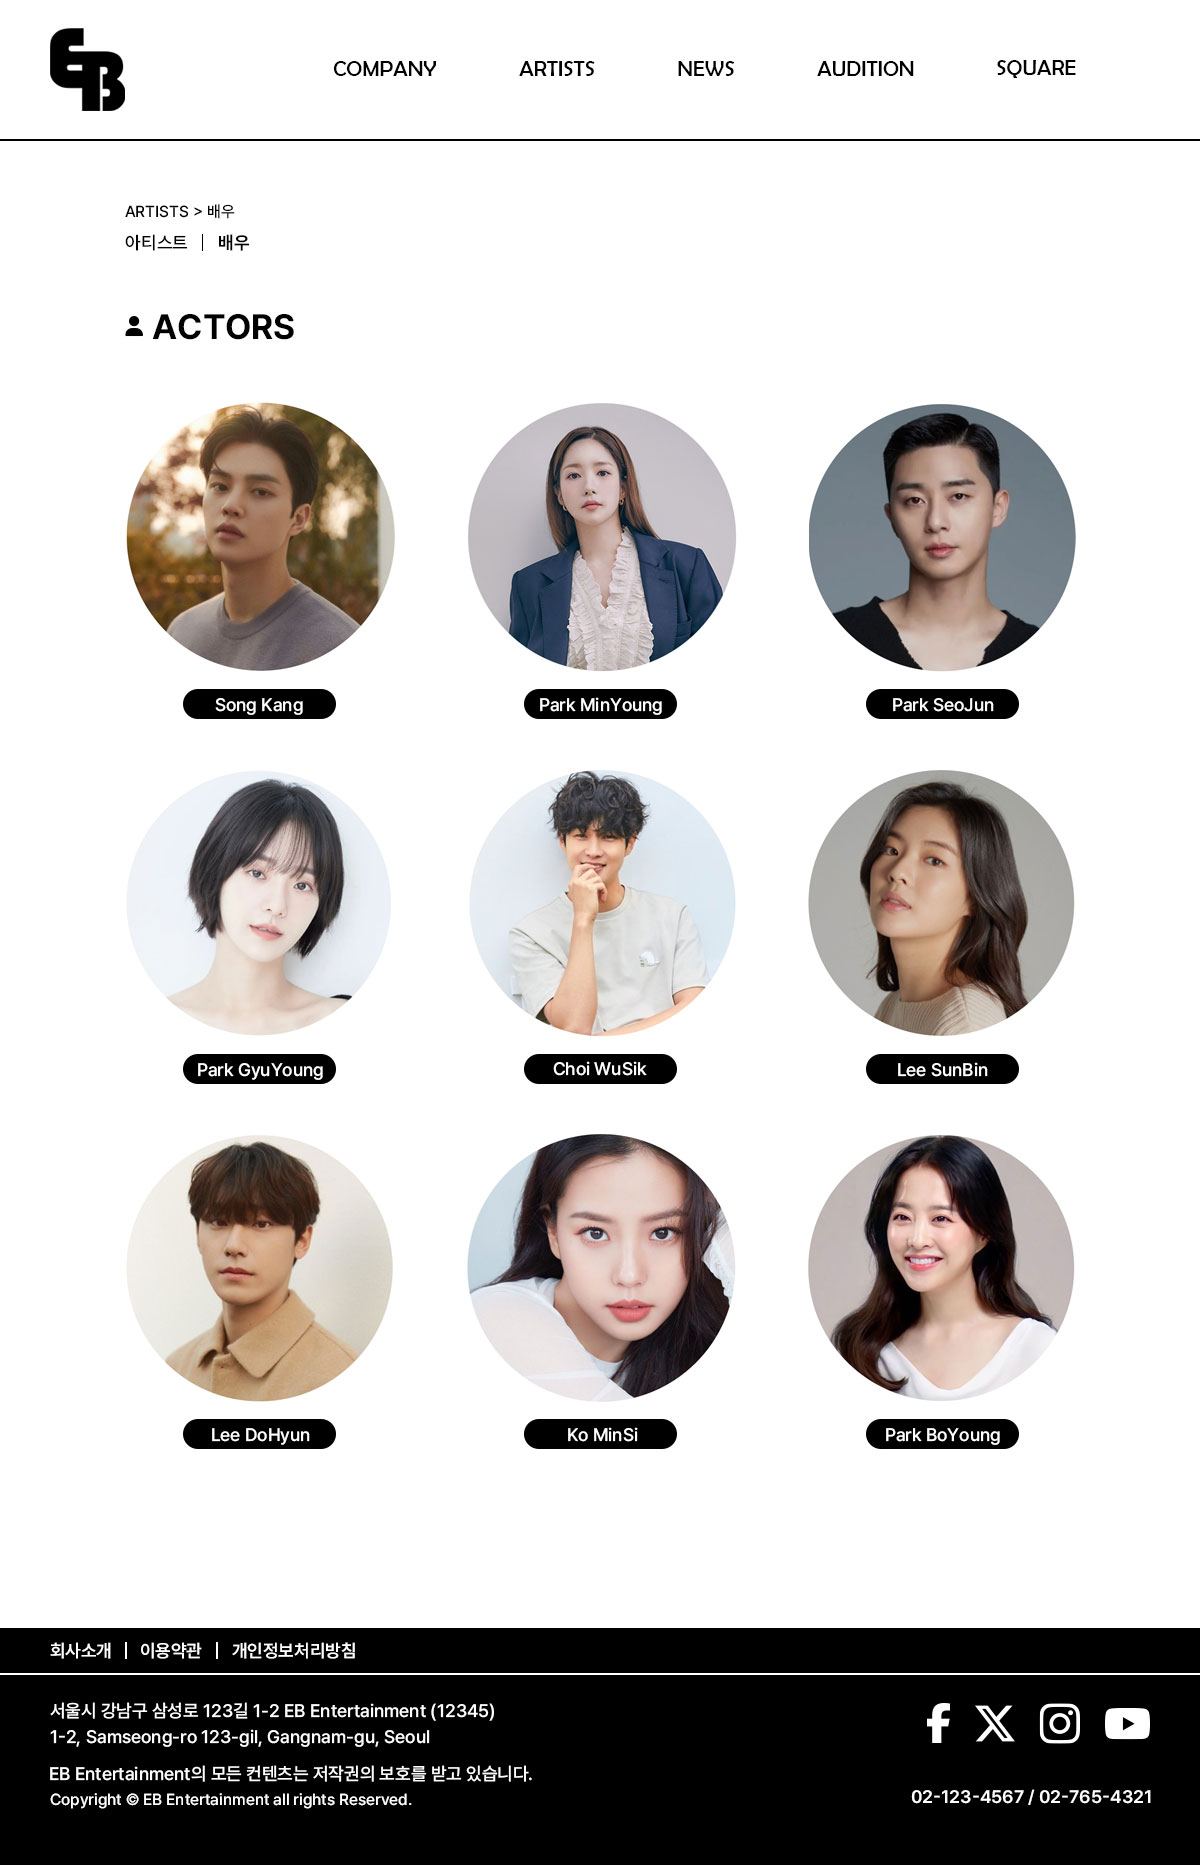 EB
COMPANY ARTISTS NEWS AUDITION SQUARE
ARTISTS > 배우
아티스트 | 배우
ACTORS
Song Kang Park MinYoung Park SeoJun
Park GyuYoung Choi WuSik Lee SunBin
Lee DoHyun Ko MinSi Park BoYoung
회사소개 | 이용약관 | 개인정보처리방침
서울시 강남구 삼성로 123길 1-2 EB Entertainment (12345)
1-2, Samseong-ro 123-gil, Gangnam-gu, Seoul
EB Entertainment의 모든 컨텐츠는 저작권의 보호를 받고 있습니다.
Copyright © EB Entertainment all rights Reserved.
02-123-4567 / 02-765-4321